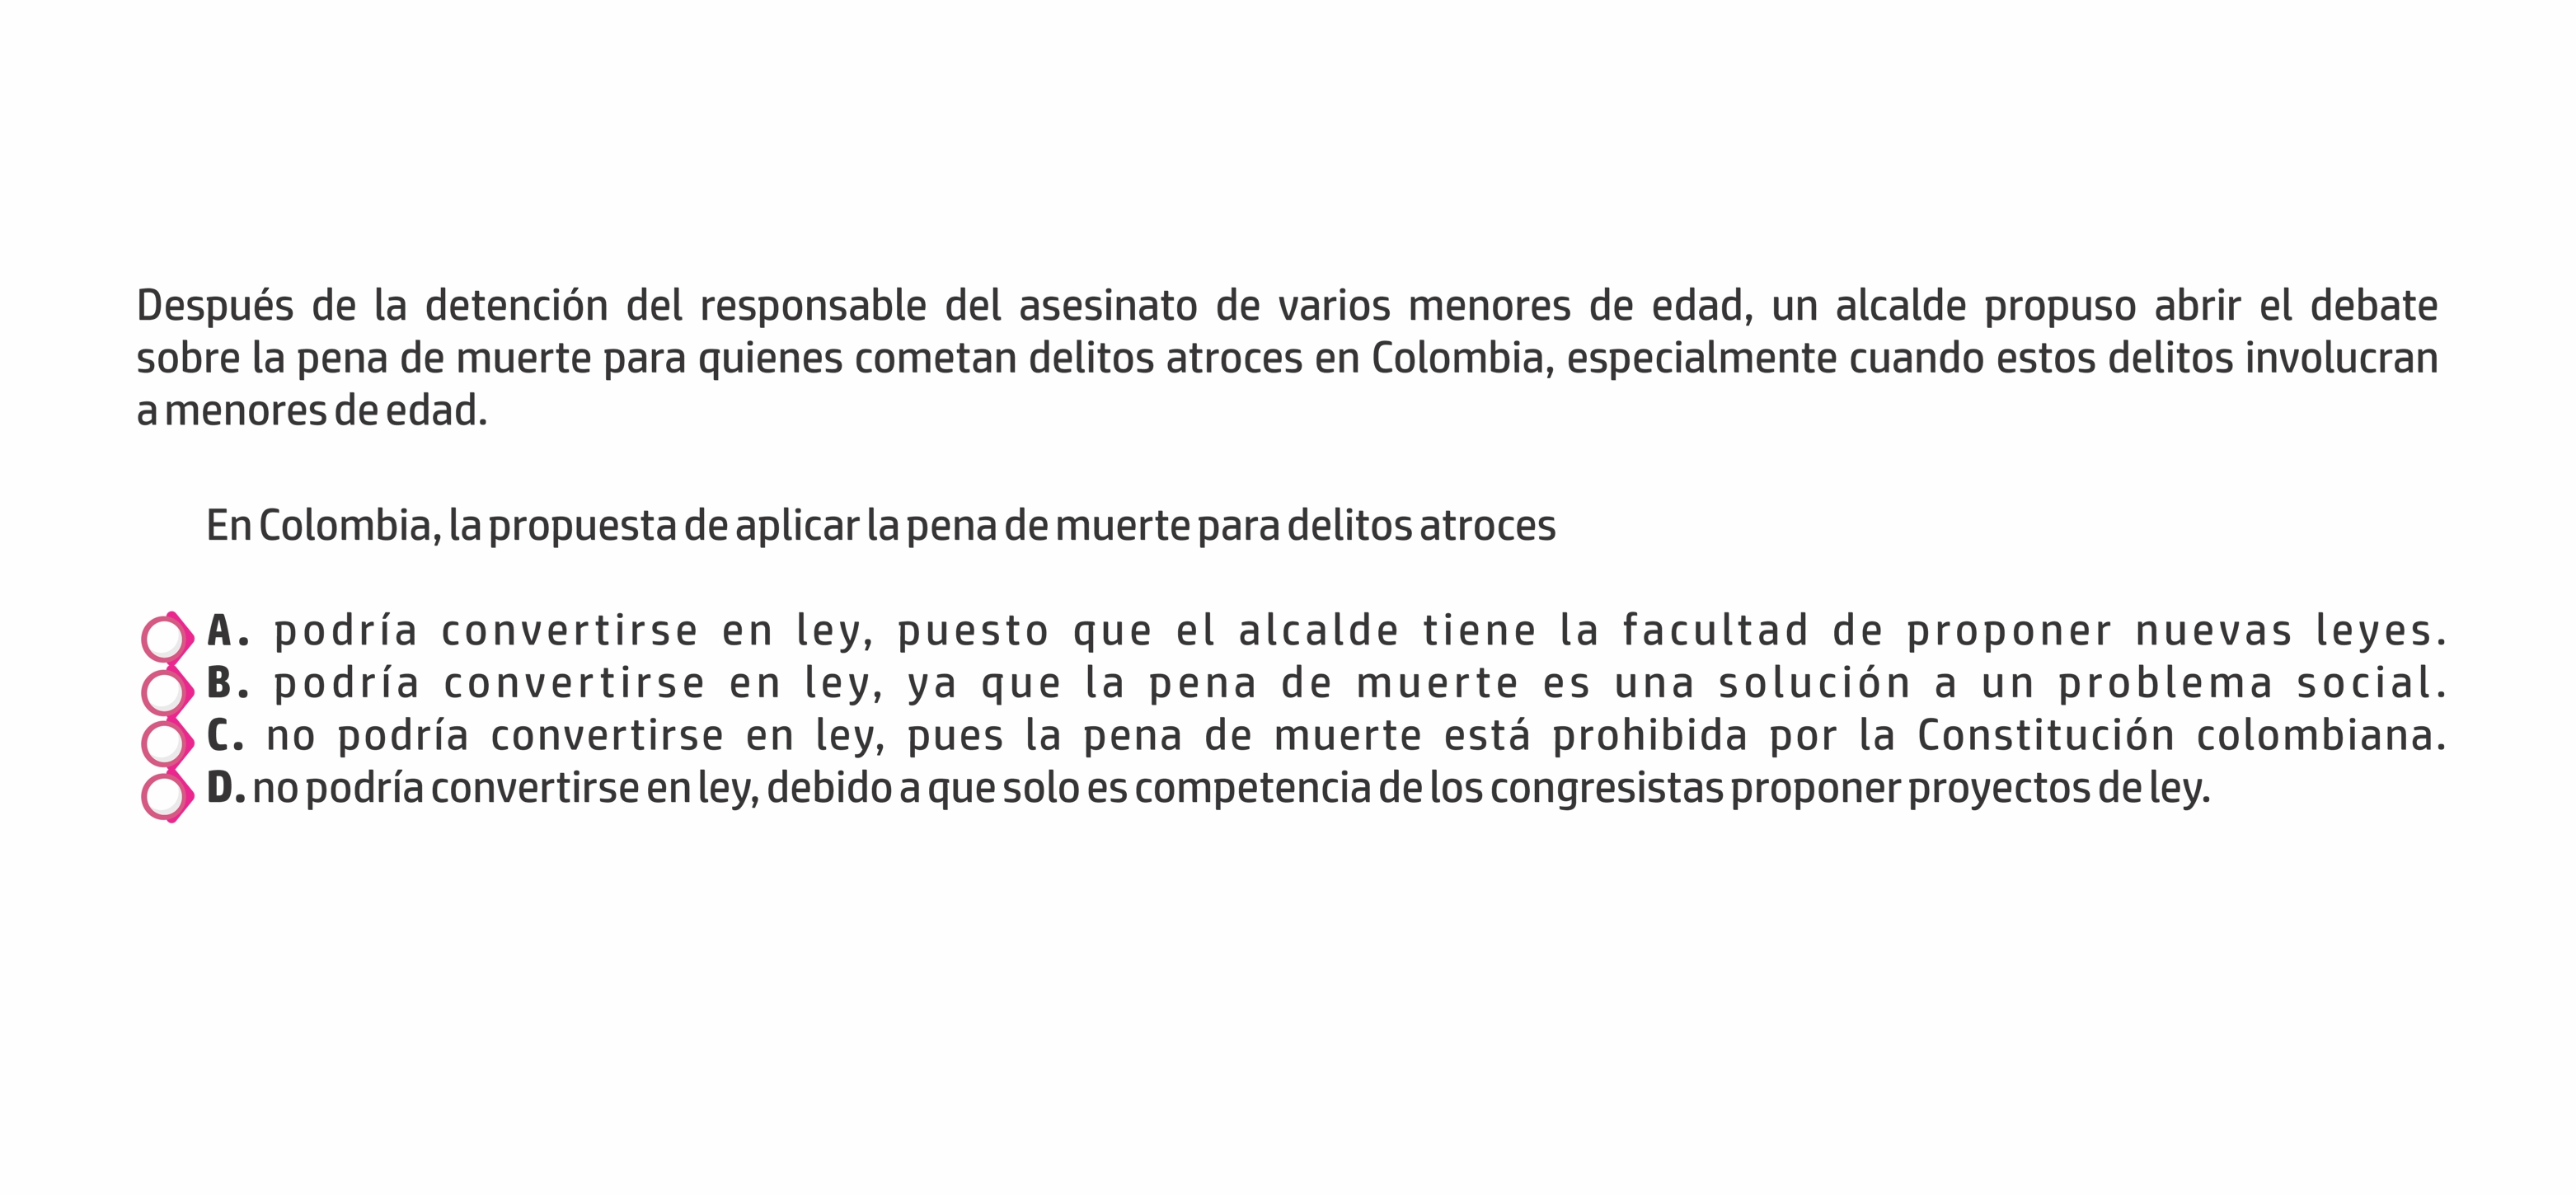 Después de la detención del responsable del asesinato de varios menores de edad, un alcalde propuso abrir el debate
sobre la pena de muerte para quienes cometan delitos atroces en Colombia, especialmente cuando estos delitos involucran
a menores de edad.
En Colombia, la propuesta de aplicar la pena de muerte para delitos atroces
A. podría convertirse en ley, puesto que el alcalde tiene la facultad de proponer nuevas leyes.
B. podría convertirse en ley, ya que la pena de muerte es una solución a un problema social.
C. no podría convertirse en ley, pues la pena de muerte está prohibida por la Constitución colombiana.
D. no podría convertirse en ley, debido a que solo es competencia de los congresistas proponer proyectos de ley.